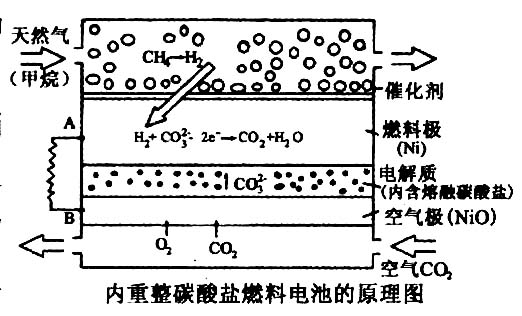 天然气
(甲烷)
CH₄→H₂
催化剂
A
H₂+CO₃²⁻-2e⁻→CO₂+H₂O
燃料极
(Ni)
CO₃²⁻
电解质
(内含熔融碳酸盐)
B
空气极(NiO)
O₂ CO₂
空气CO₂
内重整碳酸盐燃料电池的原理图